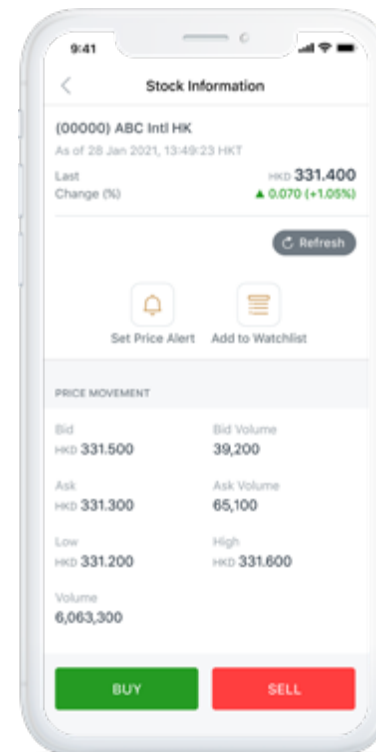 9:41
Stock Information
(00000) ABC Intl HK
As of 28 Jan 2021, 13:49:23 HKT
Last HKD 331.400
Change (%) ▲ 0.070 (+1.05%)
Refresh
Set Price Alert Add to Watchlist
PRICE MOVEMENT
Bid Bid Volume
HKD 331.500 39,200
Ask Ask Volume
HKD 331.300 65,100
Low High
HKD 331.200 HKD 331.600
Volume
6,063,300
BUY SELL